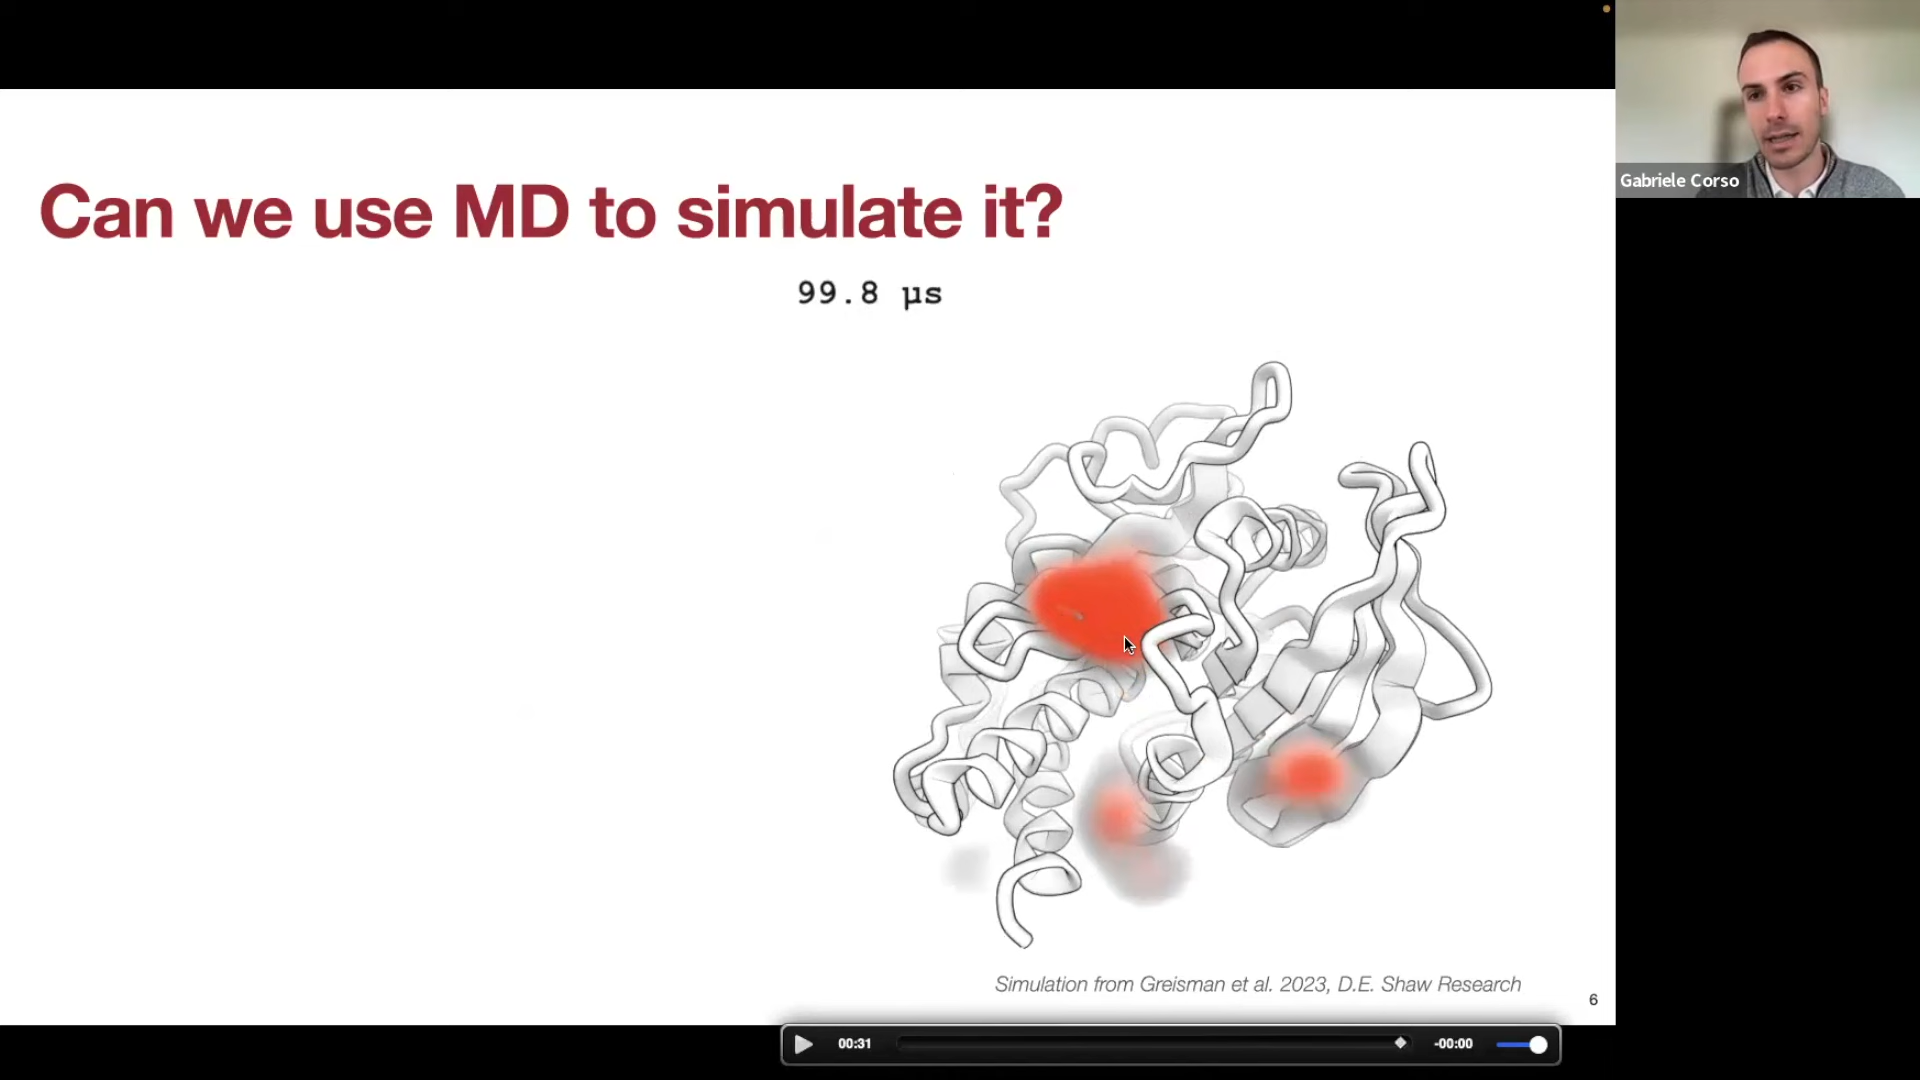 Gabriele Corso
Can we use MD to simulate it?
99.8 µs
Simulation from Greisman et al. 2023, D.E. Shaw Research
6
00:31
-00:00